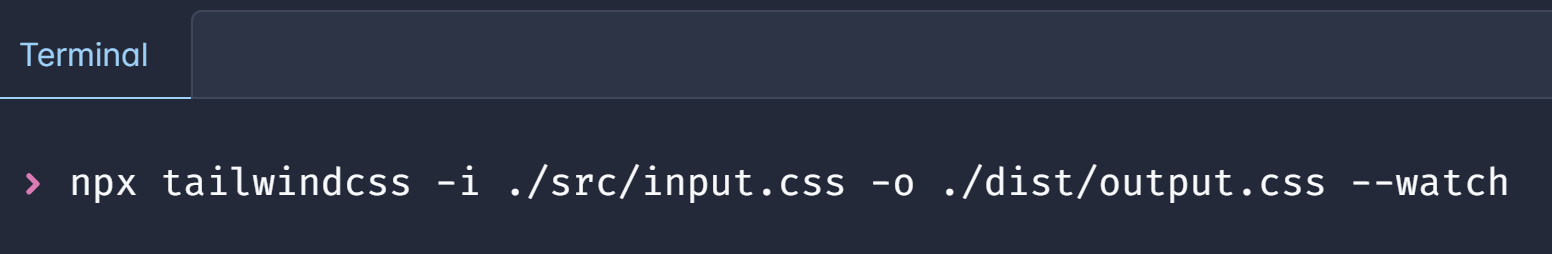 Terminal
› npx tailwindcss -i ./src/input.css -o ./dist/output.css --watch